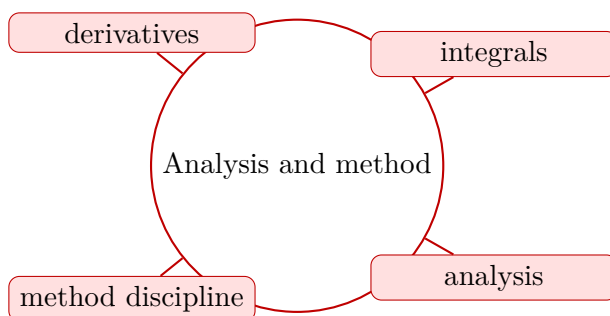 derivatives
integrals
Analysis and method
analysis
method discipline